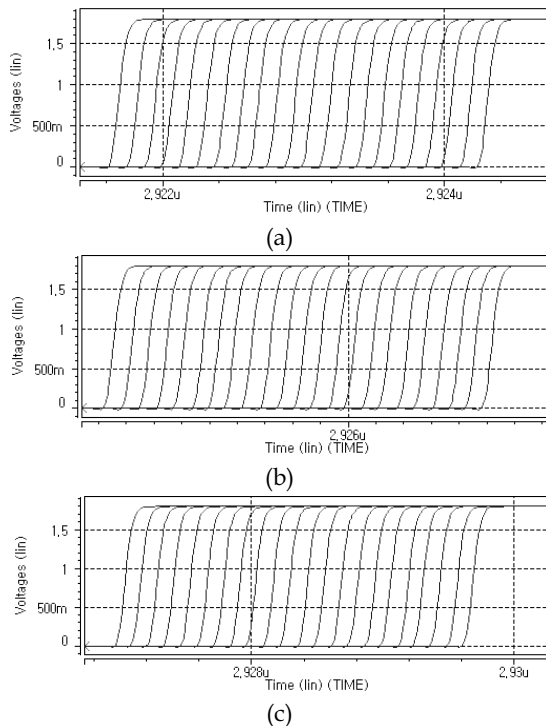 Voltages (lin)
1,5
1
500m
0
2,922u
2,924u
Time (lin) (TIME)
(a)
Voltages (lin)
1,5
1
500m
0
2,926u
Time (lin) (TIME)
(b)
Voltages (lin)
1,5
1
500m
0
2,928u
2,93u
Time (lin) (TIME)
(c)